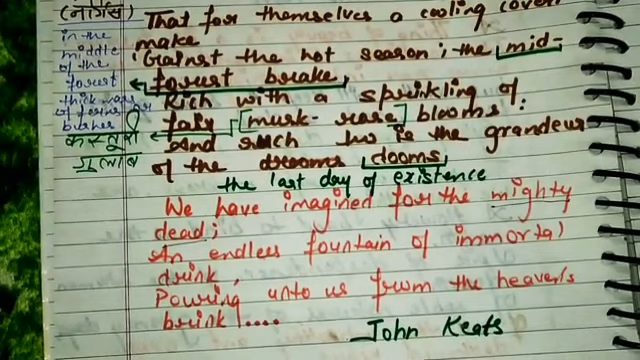 (नर्गिस)
That for themselves a cooling cover
make
'Gainst the hot season; the mid-
forest brake,
Rich with a sprinkling of
fair musk-rose blooms:
And such too is the grandeur
of the dooms
the last day of existence
We have imagined for the mighty
dead;
An endless fountain of immortal
drink,
Pouring unto us from the heaven's
brink....
John Keats
in the
middle
of the
forest
thick mass
of ferns or
bushes
कस्तूरी
गुलाब